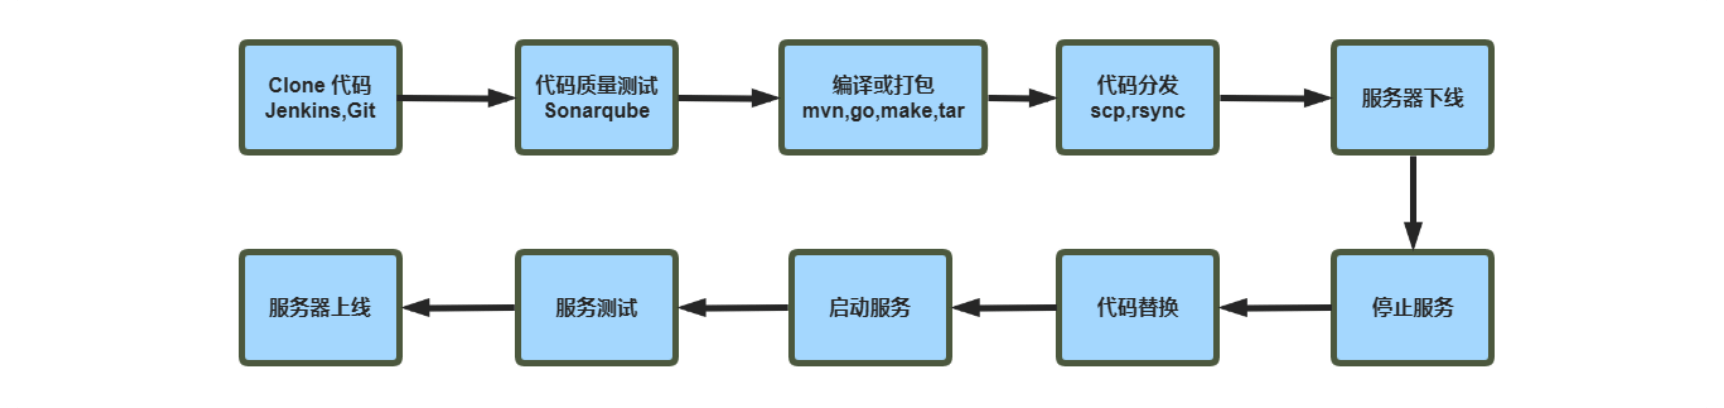 Clone 代码
Jenkins,Git
代码质量测试
Sonarqube
编译或打包
mvn,go,make,tar
代码分发
scp,rsync
服务器下线
停止服务
代码替换
启动服务
服务测试
服务器上线